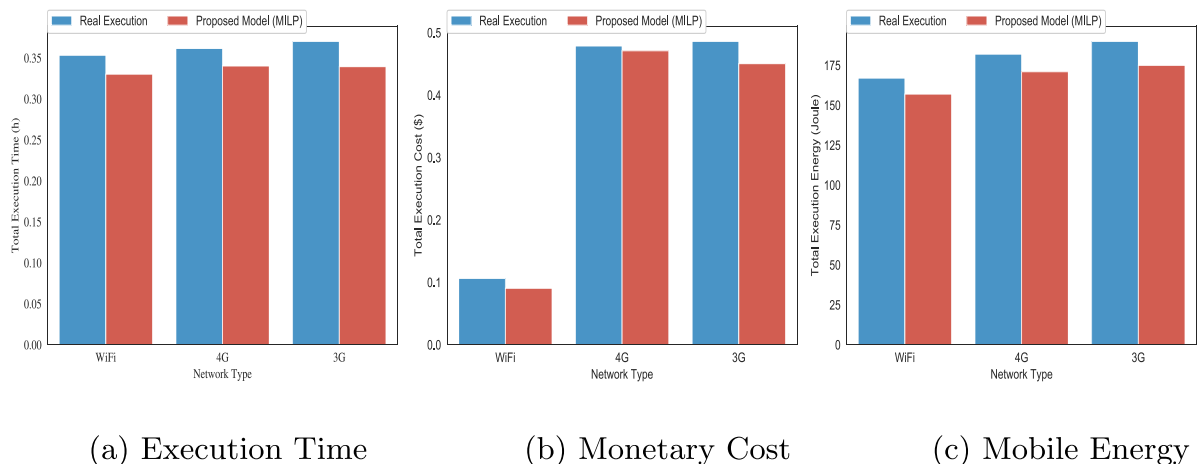 Real Execution Proposed Model (MILP)
Total Execution Time (h)
0.35
0.30
0.25
0.20
0.15
0.10
0.05
0.00
WiFi 4G 3G
Network Type
(a) Execution Time
Real Execution Proposed Model (MILP)
Total Execution Cost ($)
0.5
0.4
0.3
0.2
0.1
0.0
WiFi 4G 3G
Network Type
(b) Monetary Cost
Real Execution Proposed Model (MILP)
Total Execution Energy (Joule)
175
150
125
100
75
50
25
0
WiFi 4G 3G
Network Type
(c) Mobile Energy